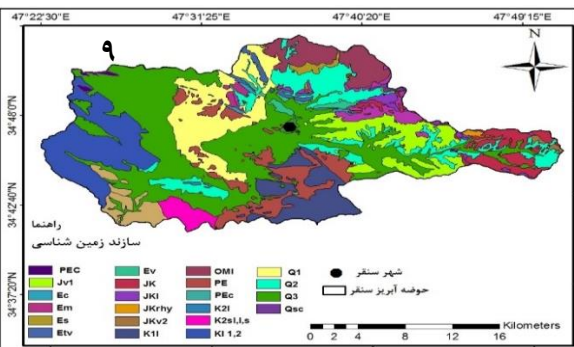 47°22'30"E 47°31'25"E 47°40'20"E 47°49'15"E
۹
N
34°48'0"N
34°42'40"N
34°37'20"N
راهنما
سازند زمین شناسی
PEC Ev OMl Q1 شهر سنقر
Jv1 JK PE Q2 حوضه آبریز سنقر
Ec JKl PEc Q3
Em JKrhy K2l Qsc
Es JKv2 K2sl,l,s
Etv K1l Kl 1,2
0 2 4 8 12 16 Kilometers